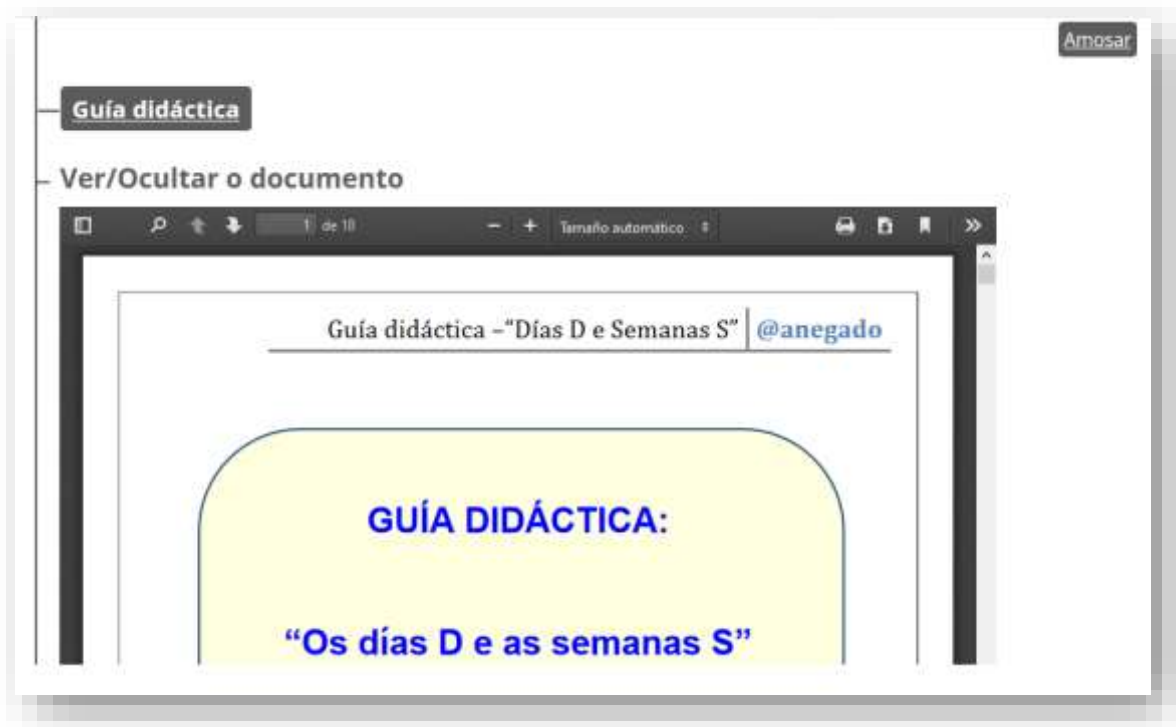 Amosar
Guía didáctica
Ver/Ocultar o documento
1 de 18
Tamaño automático
Guía didáctica –“Días D e Semanas S” @anegado
GUÍA DIDÁCTICA:
“Os días D e as semanas S”